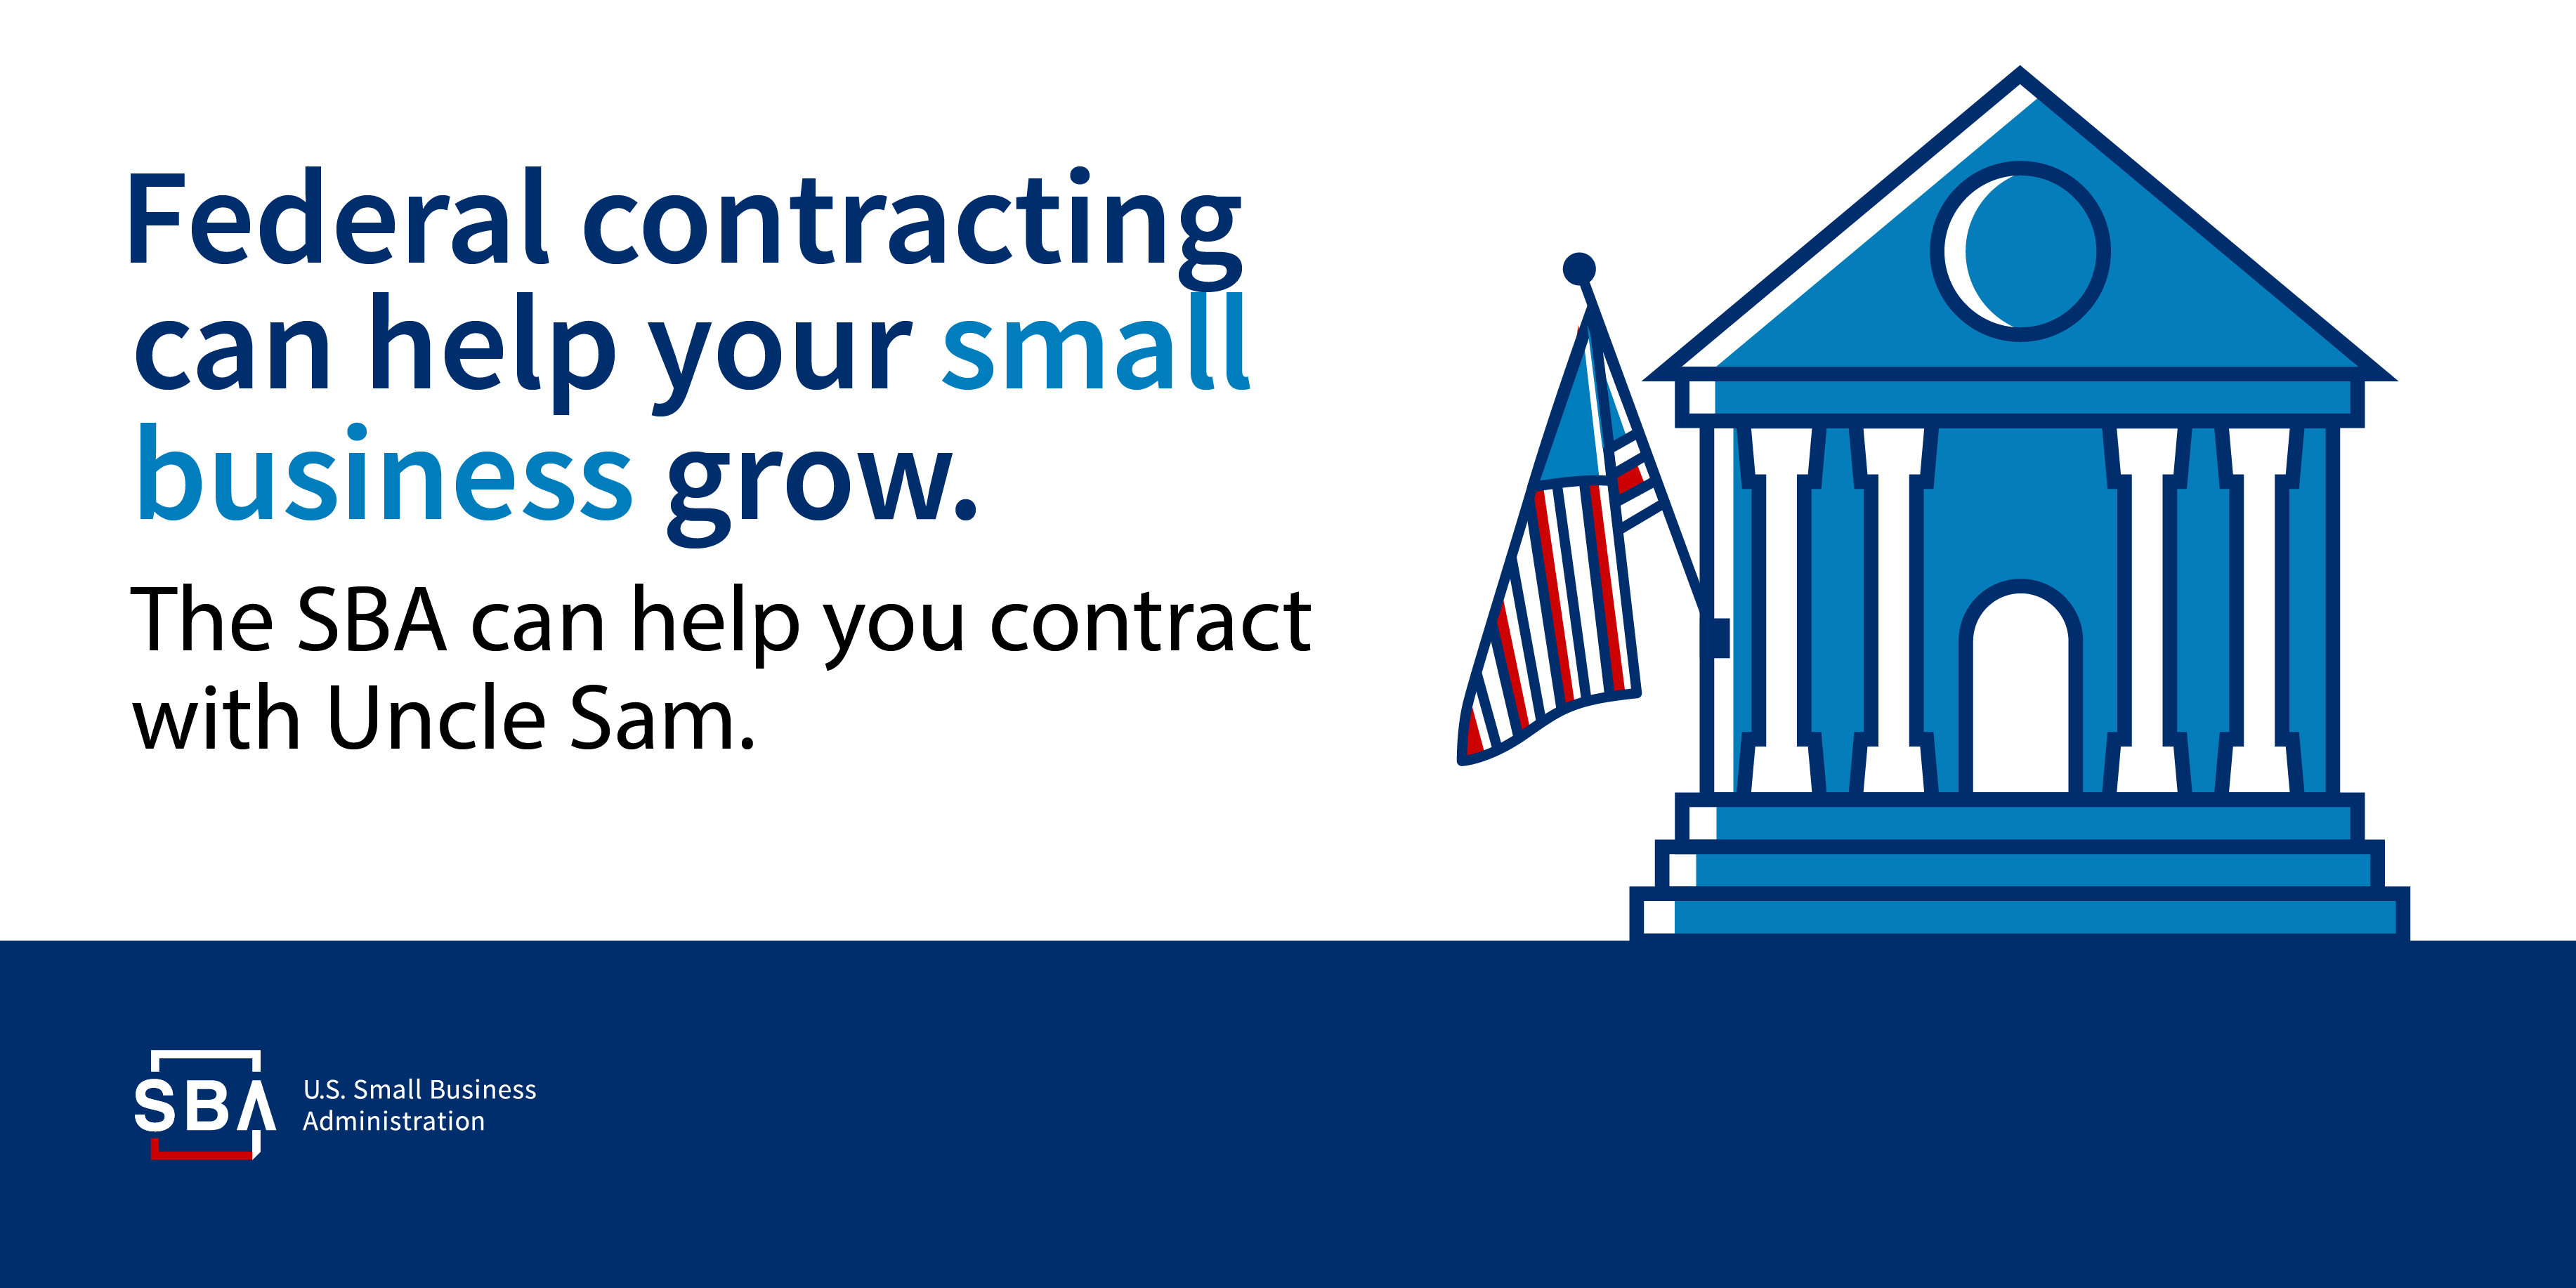 Federal contracting
can help your small
business grow.
The SBA can help you contract
with Uncle Sam.
SBA
U.S. Small Business
Administration